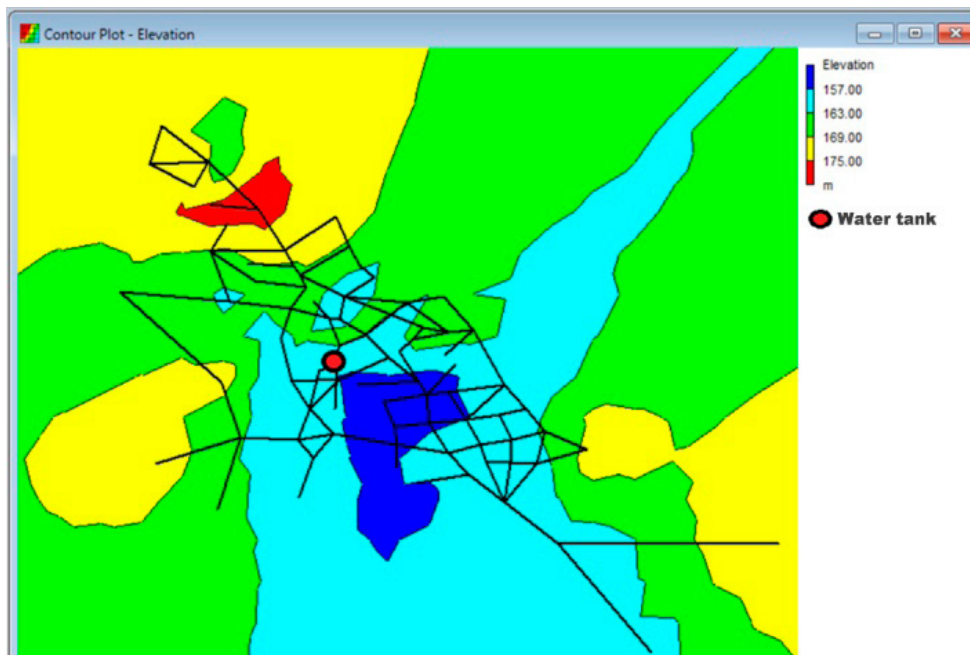 Contour Plot - Elevation
Elevation
157.00
163.00
169.00
175.00
m
Water tank